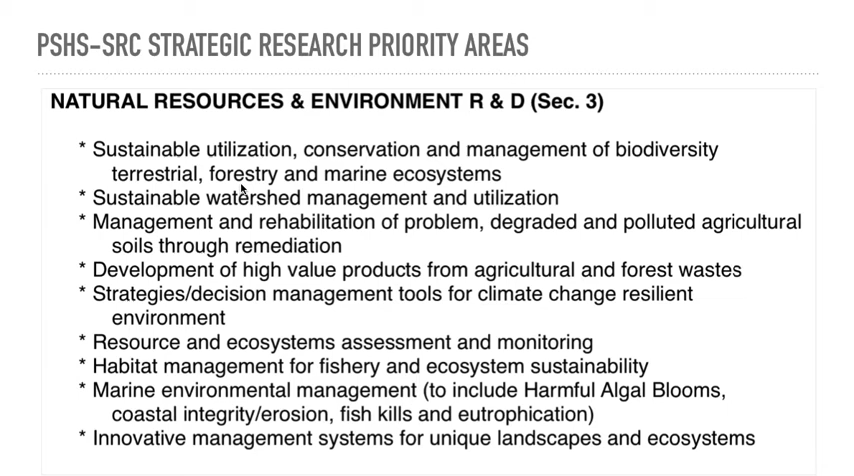 PSHS-SRC STRATEGIC RESEARCH PRIORITY AREAS
NATURAL RESOURCES & ENVIRONMENT R & D (Sec. 3)
* Sustainable utilization, conservation and management of biodiversity
terrestrial, forestry and marine ecosystems
* Sustainable watershed management and utilization
* Management and rehabilitation of problem, degraded and polluted agricultural
soils through remediation
* Development of high value products from agricultural and forest wastes
* Strategies/decision management tools for climate change resilient
environment
* Resource and ecosystems assessment and monitoring
* Habitat management for fishery and ecosystem sustainability
* Marine environmental management (to include Harmful Algal Blooms,
coastal integrity/erosion, fish kills and eutrophication)
* Innovative management systems for unique landscapes and ecosystems